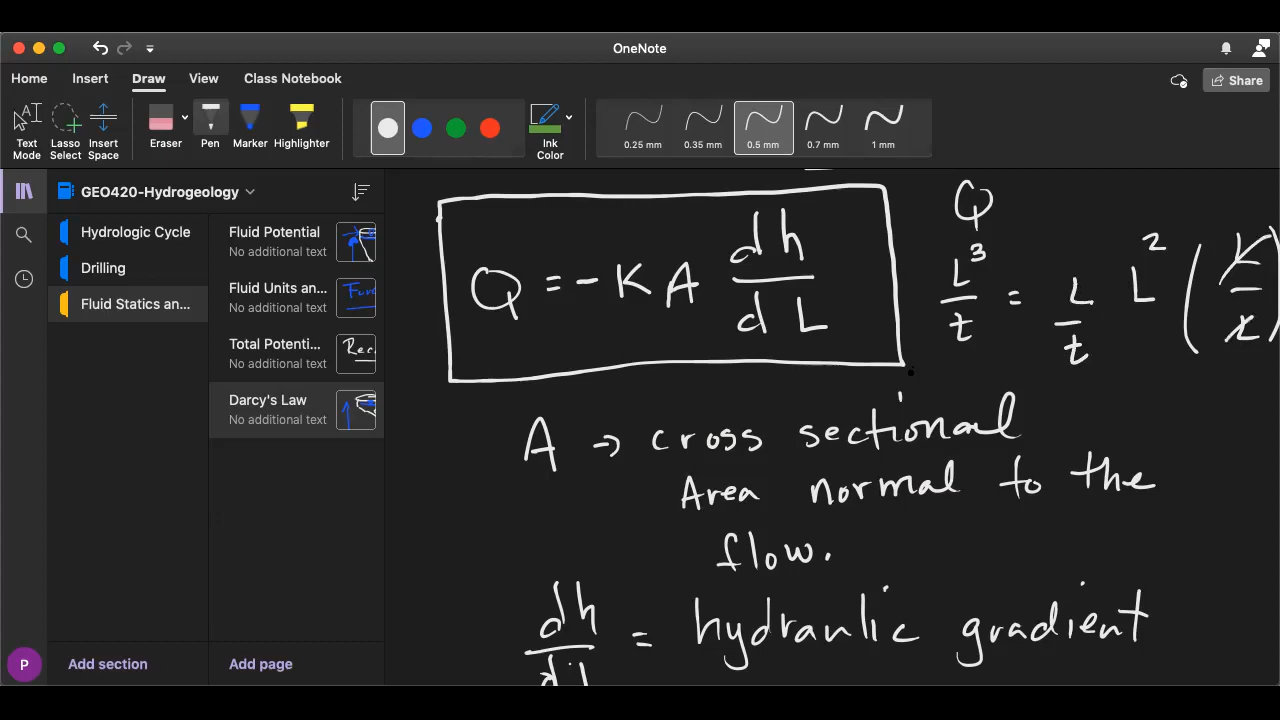 OneNote
Home Insert Draw View Class Notebook
Share
Text Mode
Lasso Select
Insert Space
Eraser
Pen
Marker
Highlighter
Ink Color
0.25 mm
0.35 mm
0.5 mm
0.7 mm
1 mm
GEO420-Hydrogeology
Hydrologic Cycle
Drilling
Fluid Statics an...
Fluid Potential
No additional text
Fluid Units an...
No additional text
Total Potenti...
No additional text
Darcy's Law
No additional text
Add section
Add page
P
Q = - K A dh/dL
Q
L³/t = L/t L² (L/L)
A → cross sectional
Area normal to the
flow.
dh/dL = hydraulic gradient